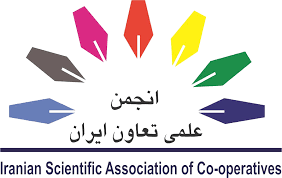 انجمن
علمی تعاون ایران
Iranian Scientific Association of Co-operatives